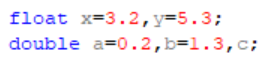 float x=3.2,y=5.3;
double a=0.2,b=1.3,c;